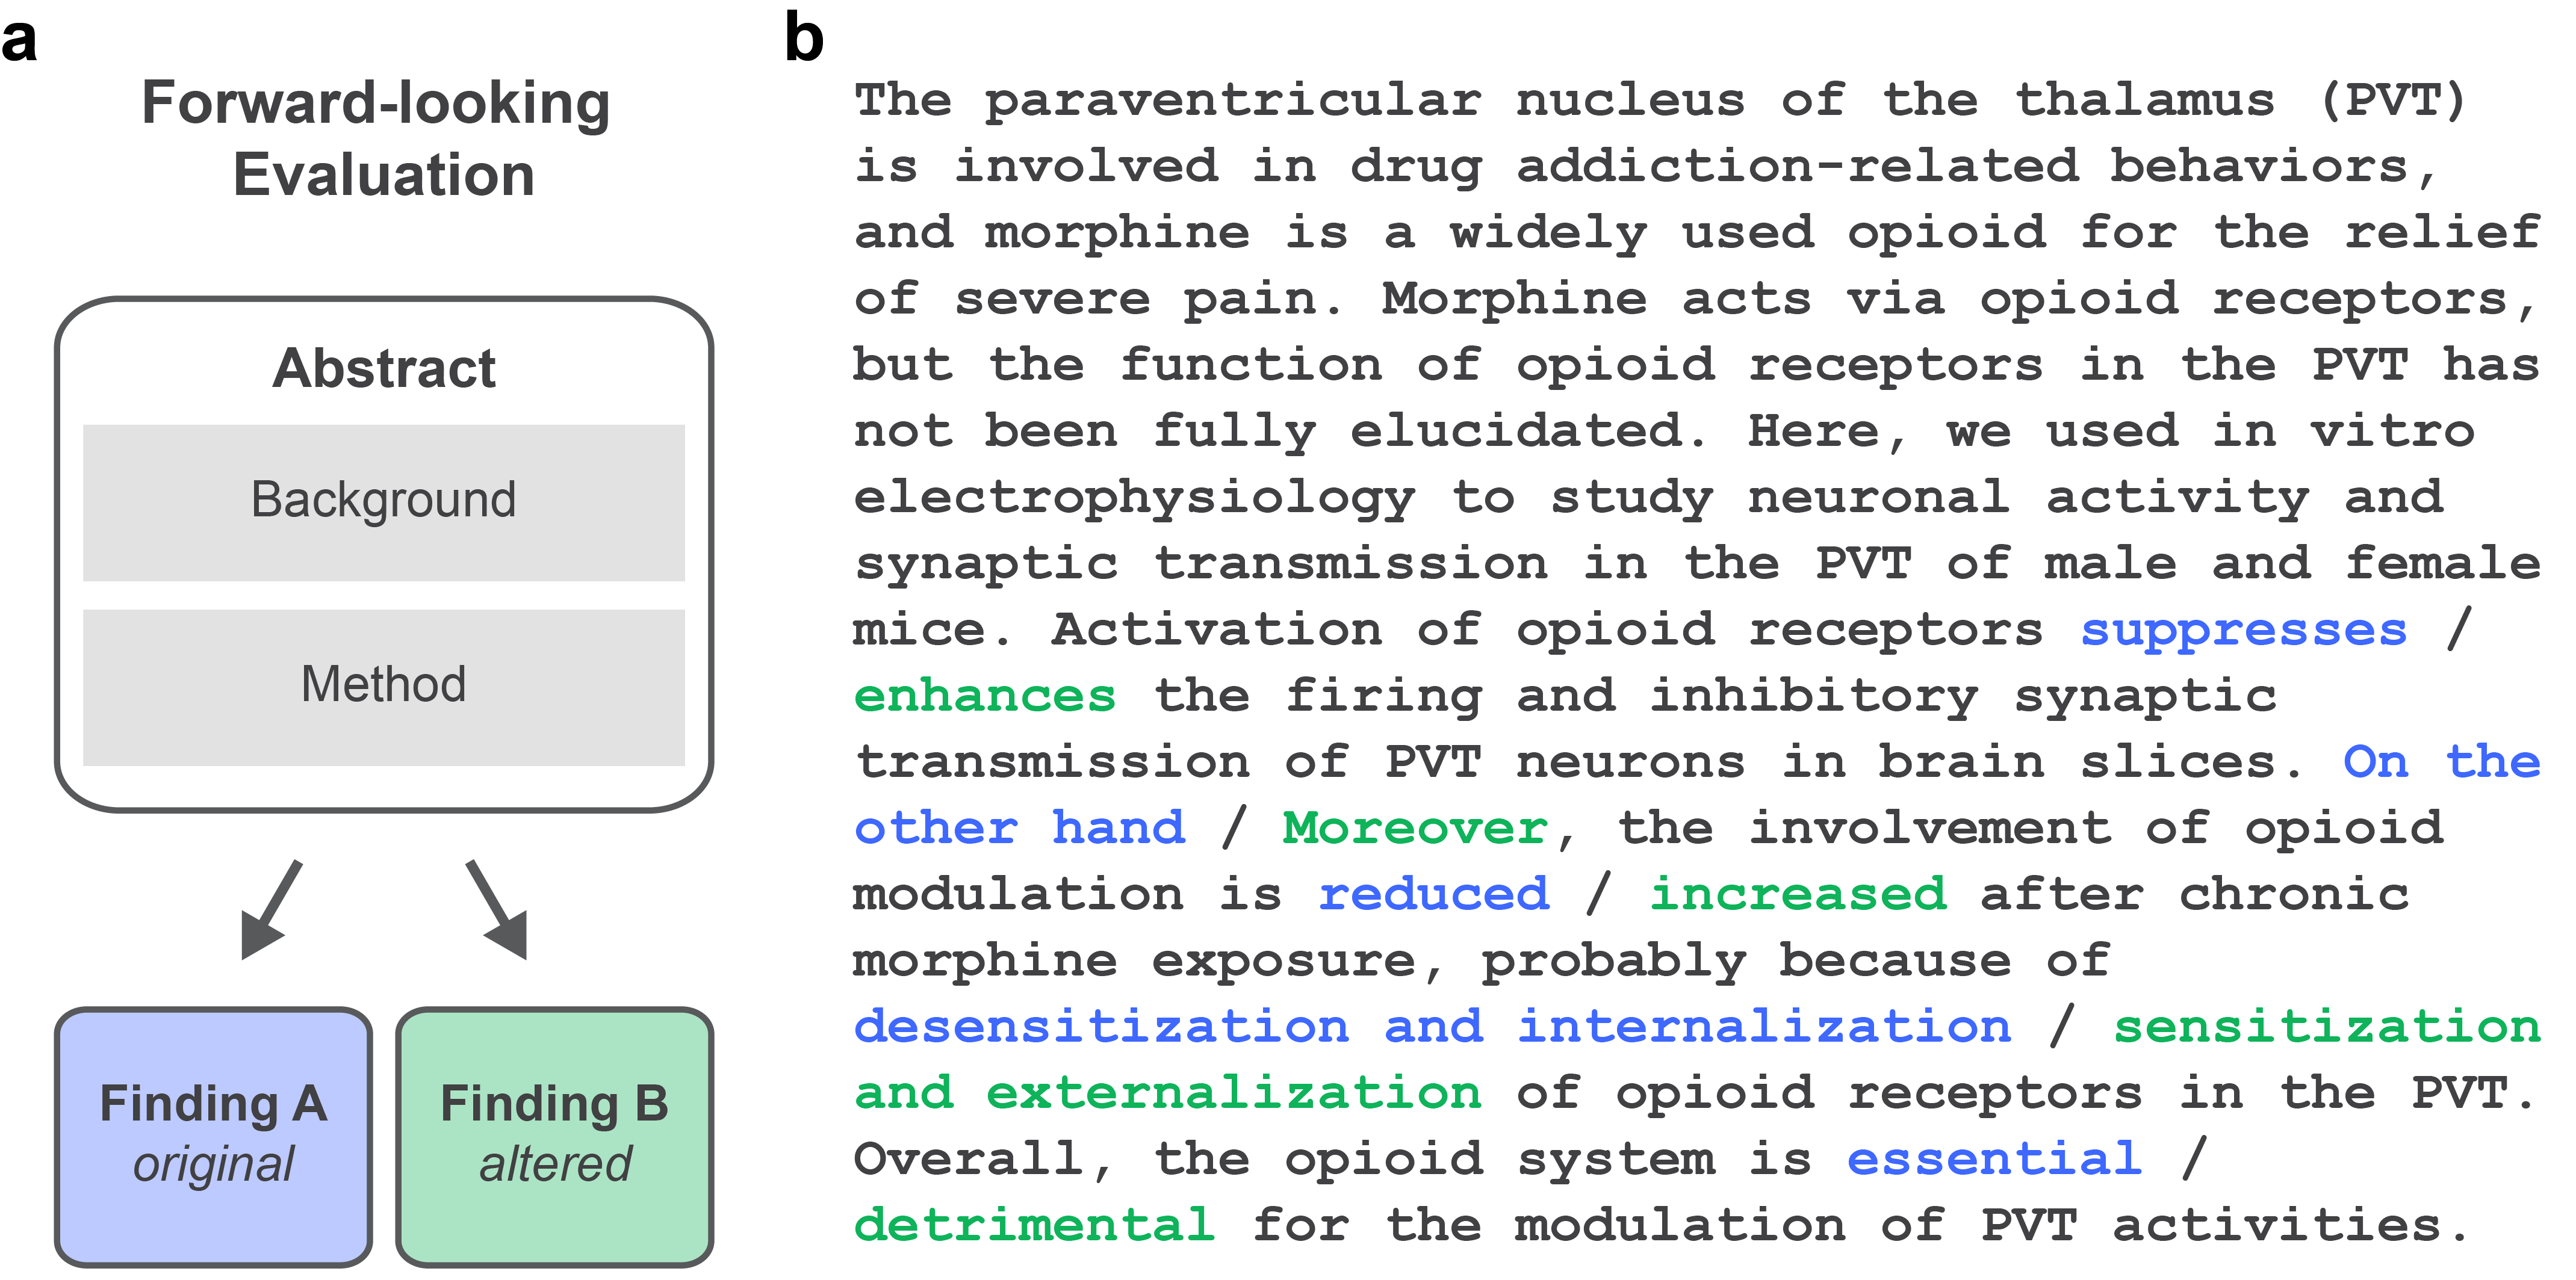 a
Forward-looking
Evaluation
Abstract
Background
Method
Finding A
original
Finding B
altered
b
The paraventricular nucleus of the thalamus (PVT)
is involved in drug addiction-related behaviors,
and morphine is a widely used opioid for the relief
of severe pain. Morphine acts via opioid receptors,
but the function of opioid receptors in the PVT has
not been fully elucidated. Here, we used in vitro
electrophysiology to study neuronal activity and
synaptic transmission in the PVT of male and female
mice. Activation of opioid receptors suppresses /
enhances the firing and inhibitory synaptic
transmission of PVT neurons in brain slices. On the
other hand / Moreover, the involvement of opioid
modulation is reduced / increased after chronic
morphine exposure, probably because of
desensitization and internalization / sensitization
and externalization of opioid receptors in the PVT.
Overall, the opioid system is essential /
detrimental for the modulation of PVT activities.